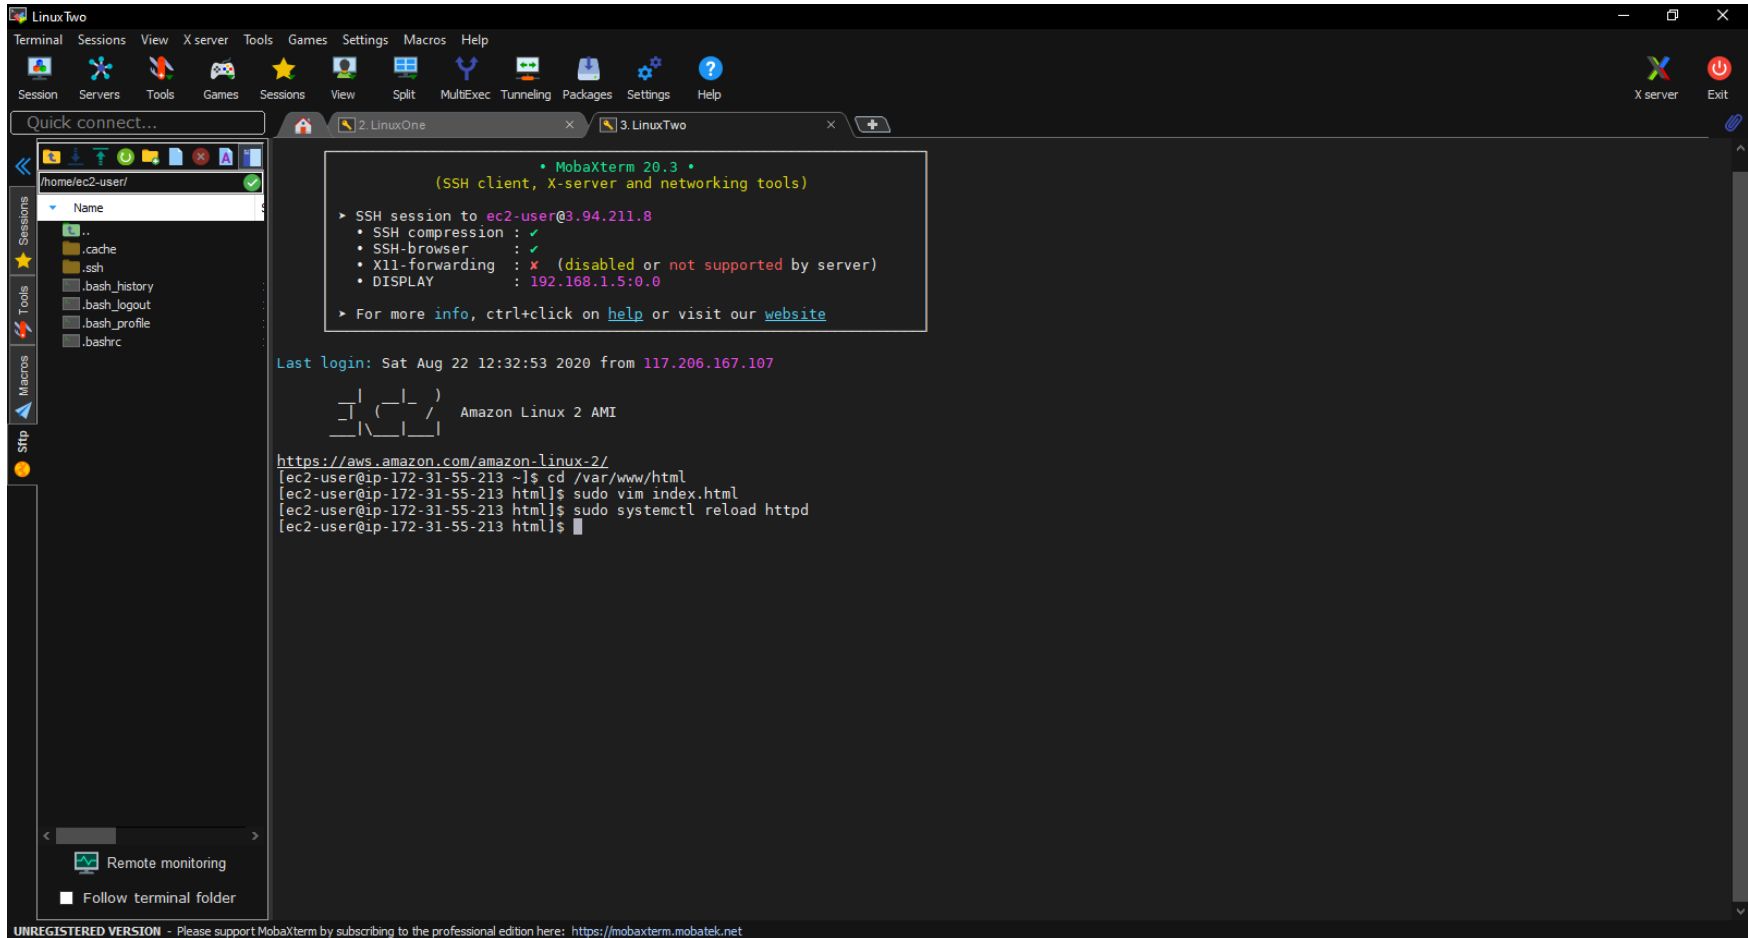 LinuxTwo
Terminal Sessions View X server Tools Games Settings Macros Help
Session Servers Tools Games Sessions View Split MultiExec Tunneling Packages Settings Help X server Exit
Quick connect...
2. LinuxOne
3. LinuxTwo
/home/ec2-user/
Name
..
.cache
.ssh
.bash_history
.bash_logout
.bash_profile
.bashrc
Sessions
Tools
Macros
Sftp
Remote monitoring
Follow terminal folder
• MobaXterm 20.3 •
(SSH client, X-server and networking tools)
➤ SSH session to ec2-user@3.94.211.8
• SSH compression : ✔
• SSH-browser : ✔
• X11-forwarding : ✘ (disabled or not supported by server)
• DISPLAY : 192.168.1.5:0.0
➤ For more info, ctrl+click on help or visit our website
Last login: Sat Aug 22 12:32:53 2020 from 117.206.167.107
__| __|_ )
_| ( / Amazon Linux 2 AMI
___|\___|___|
https://aws.amazon.com/amazon-linux-2/
[ec2-user@ip-172-31-55-213 ~]$ cd /var/www/html
[ec2-user@ip-172-31-55-213 html]$ sudo vim index.html
[ec2-user@ip-172-31-55-213 html]$ sudo systemctl reload httpd
[ec2-user@ip-172-31-55-213 html]$
UNREGISTERED VERSION - Please support MobaXterm by subscribing to the professional edition here: https://mobaxterm.mobatek.net